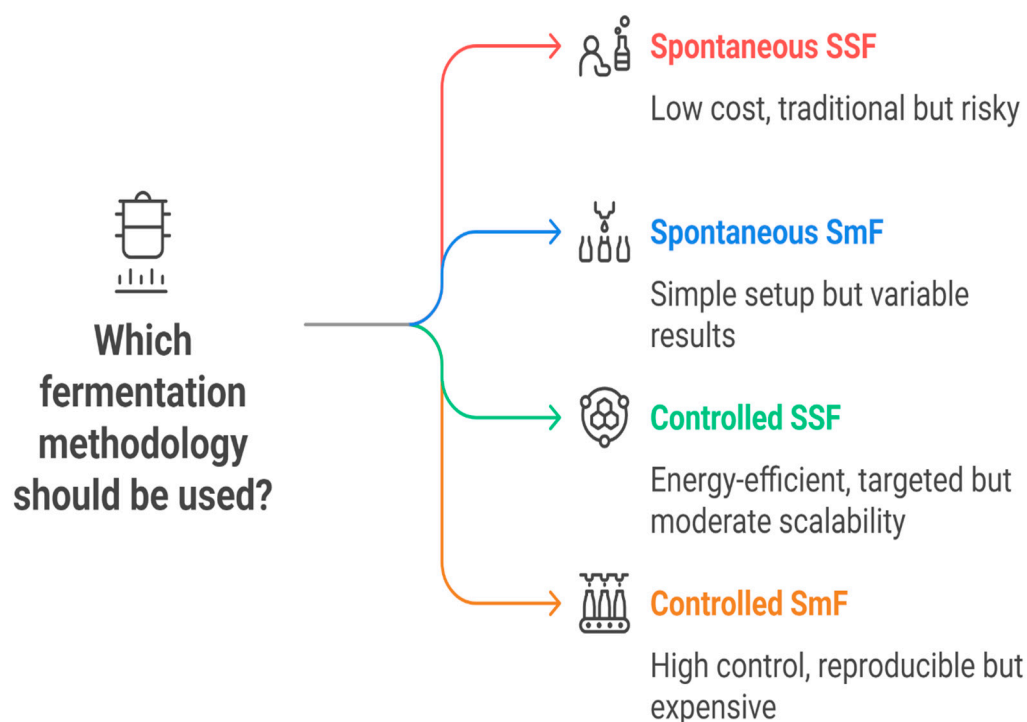 Which
fermentation
methodology
should be used?
Spontaneous SSF
Low cost, traditional but risky
Spontaneous SmF
Simple setup but variable
results
Controlled SSF
Energy-efficient, targeted but
moderate scalability
Controlled SmF
High control, reproducible but
expensive